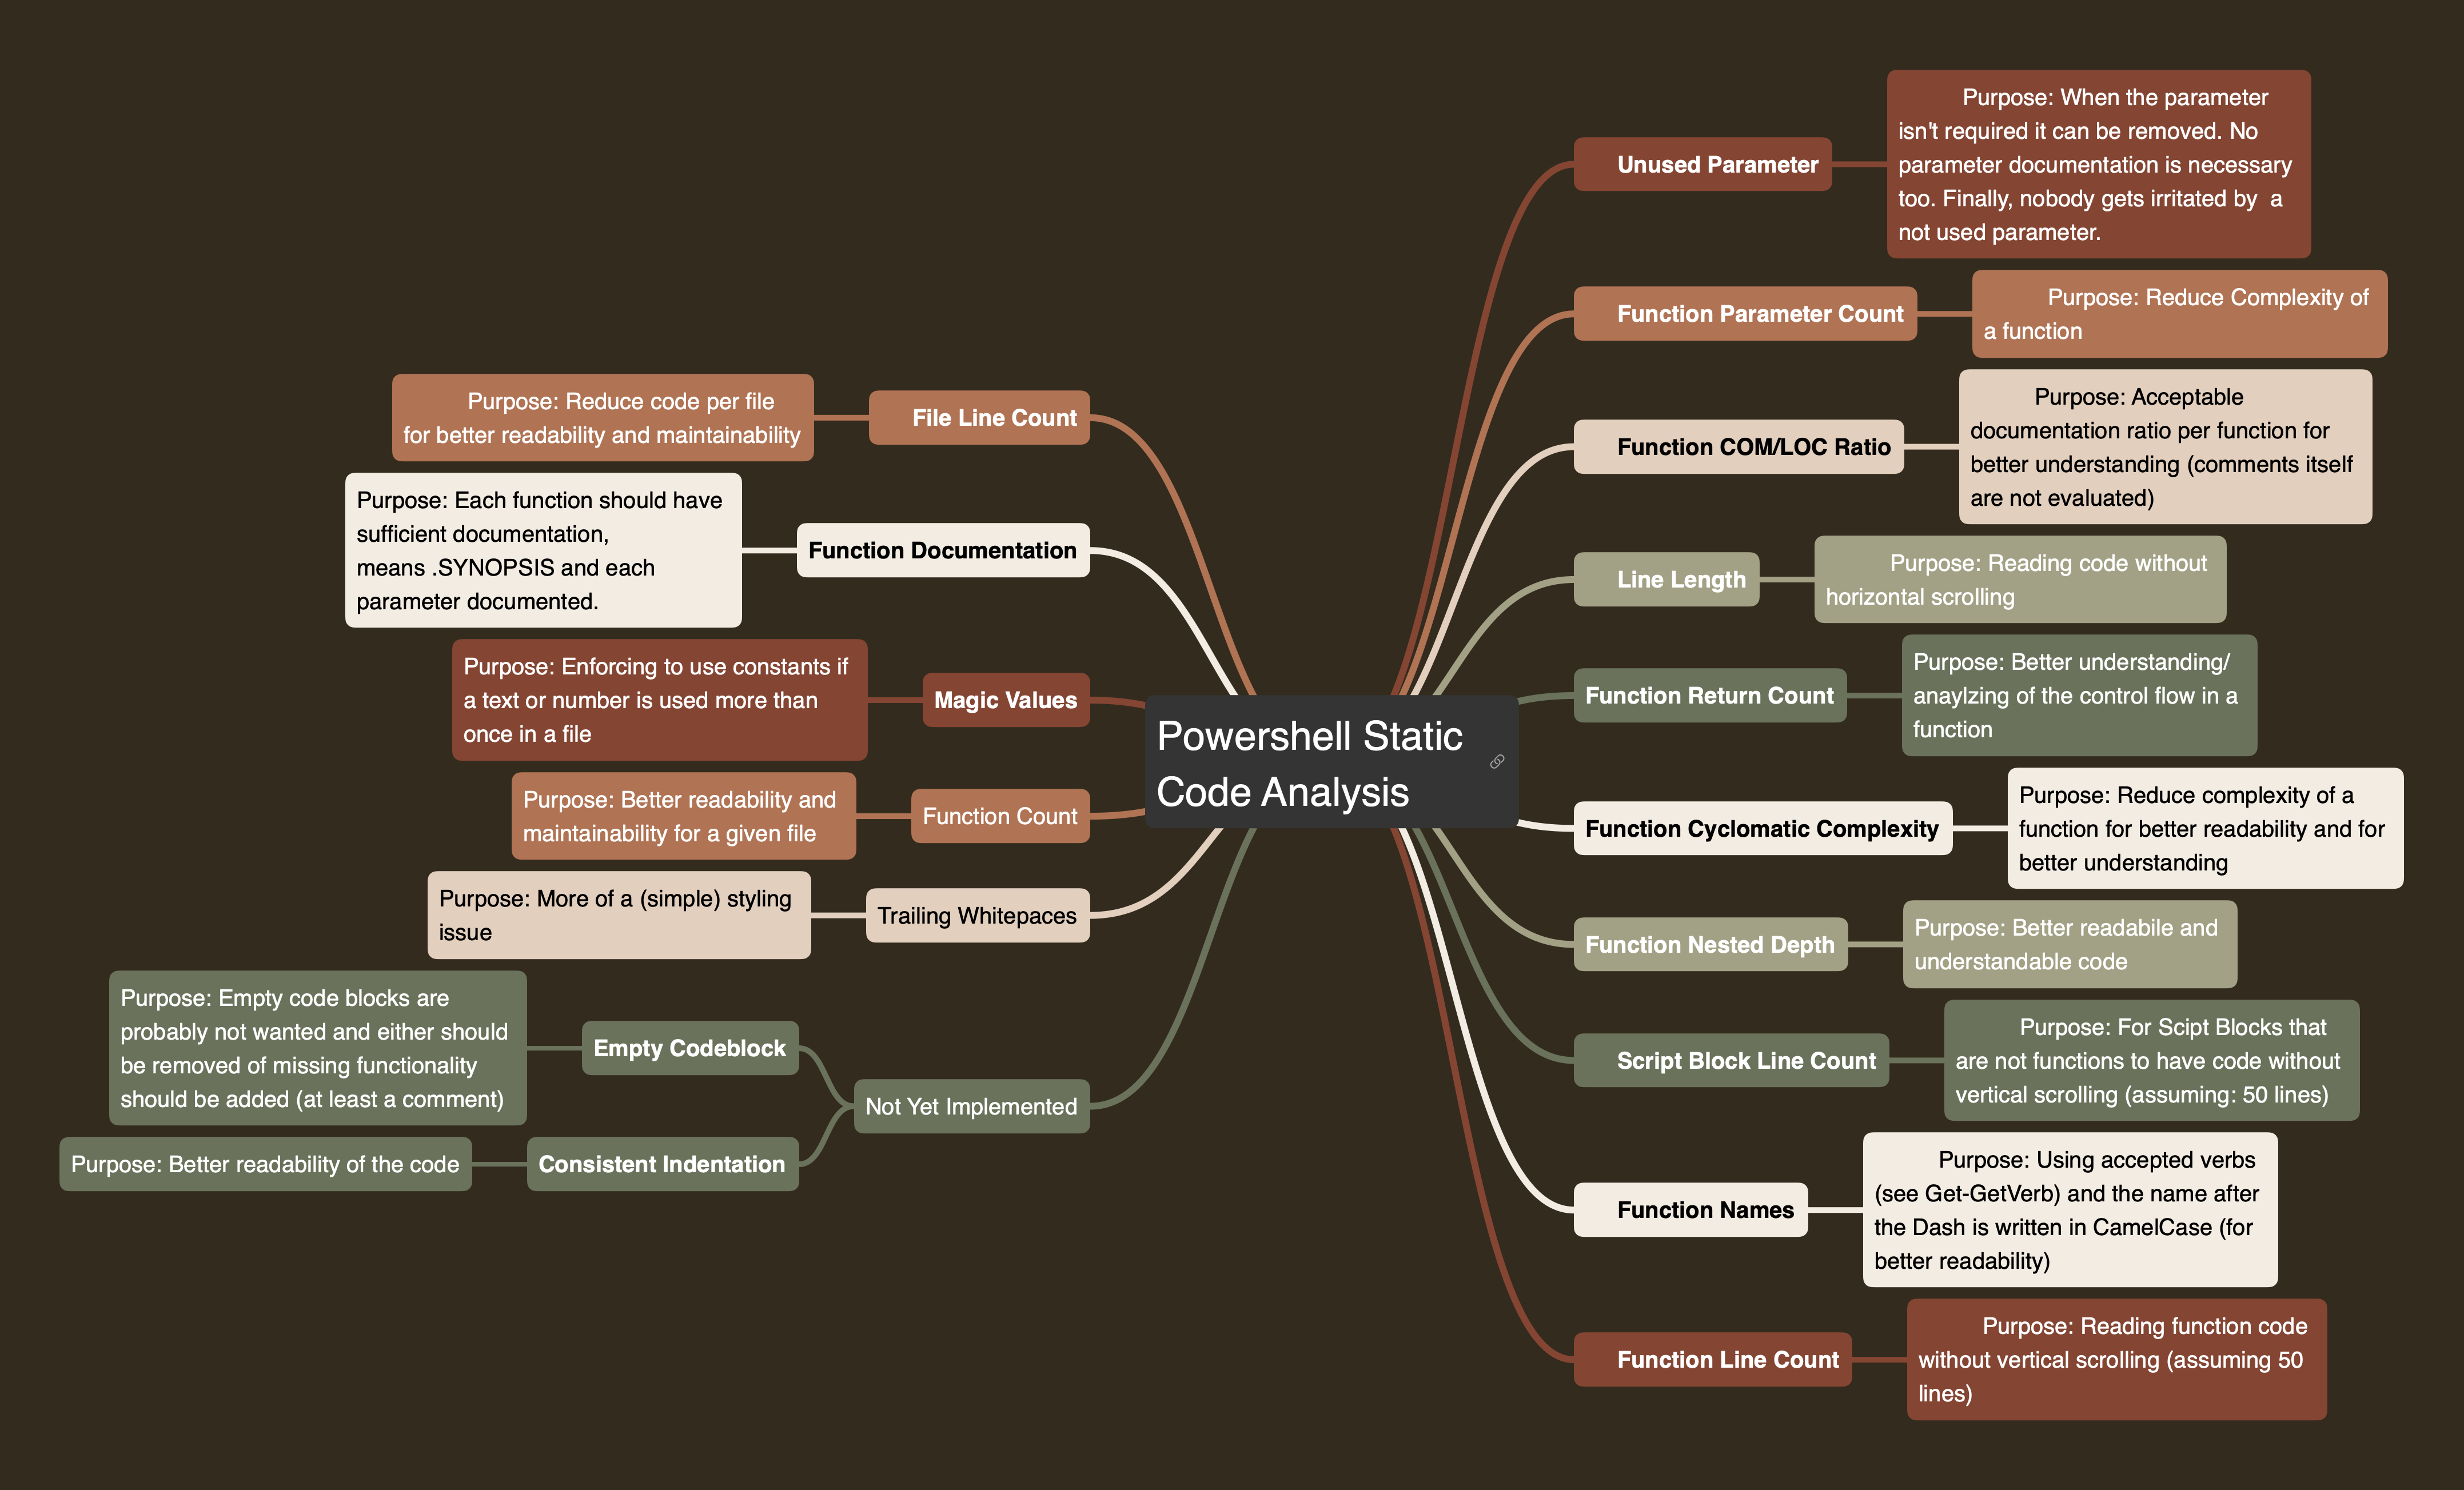 Powershell Static
Code Analysis
Unused Parameter
Purpose: When the parameter
isn't required it can be removed. No
parameter documentation is necessary
too. Finally, nobody gets irritated by  a
not used parameter.
Function Parameter Count
Purpose: Reduce Complexity of
a function
Function COM/LOC Ratio
Purpose: Acceptable
documentation ratio per function for
better understanding (comments itself
are not evaluated)
Line Length
Purpose: Reading code without
horizontal scrolling
Function Return Count
Purpose: Better understanding/
anaylzing of the control flow in a
function
Function Cyclomatic Complexity
Purpose: Reduce complexity of a
function for better readability and for
better understanding
Function Nested Depth
Purpose: Better readabile and
understandable code
Script Block Line Count
Purpose: For Scipt Blocks that
are not functions to have code without
vertical scrolling (assuming: 50 lines)
Function Names
Purpose: Using accepted verbs
(see Get-GetVerb) and the name after
the Dash is written in CamelCase (for
better readability)
Function Line Count
Purpose: Reading function code
without vertical scrolling (assuming 50
lines)
File Line Count
Purpose: Reduce code per file
for better readability and maintainability
Function Documentation
Purpose: Each function should have
sufficient documentation,
means .SYNOPSIS and each
parameter documented.
Magic Values
Purpose: Enforcing to use constants if
a text or number is used more than
once in a file
Function Count
Purpose: Better readability and
maintainability for a given file
Trailing Whitepaces
Purpose: More of a (simple) styling
issue
Not Yet Implemented
Empty Codeblock
Purpose: Empty code blocks are
probably not wanted and either should
be removed of missing functionality
should be added (at least a comment)
Consistent Indentation
Purpose: Better readability of the code